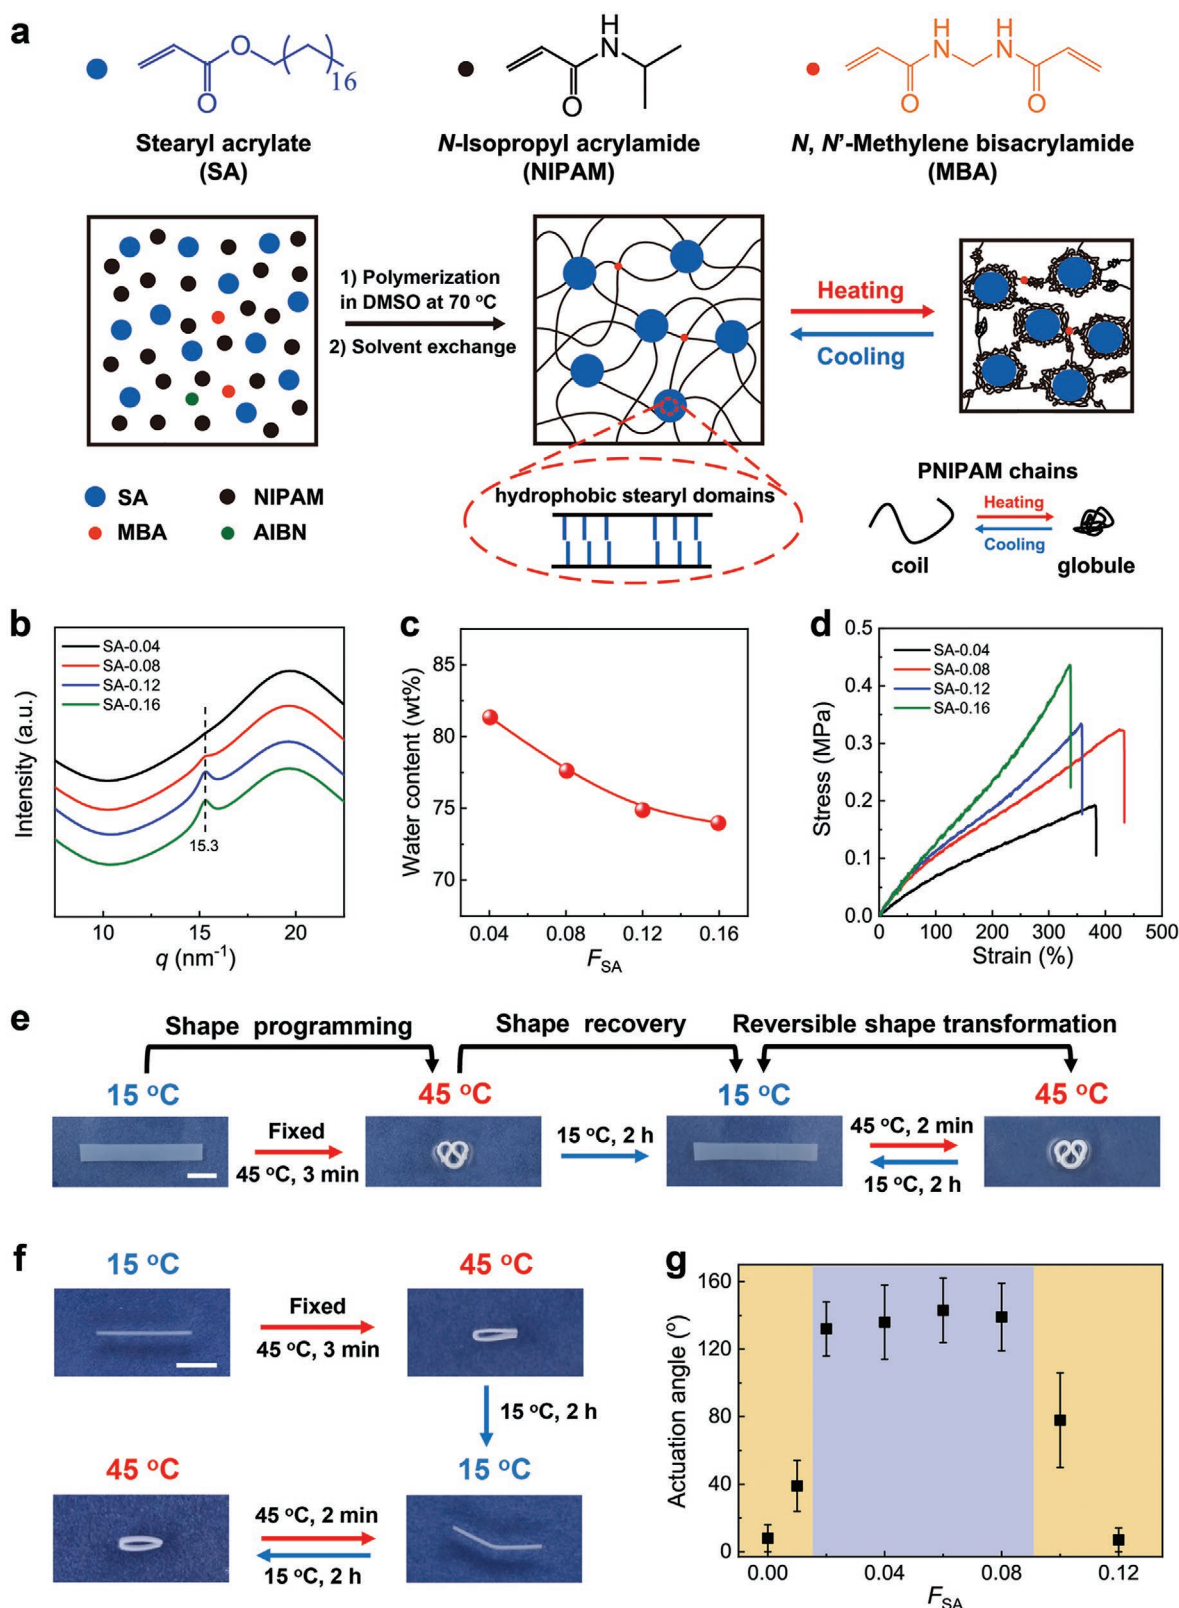 a
O
O
16
H
N
O
H
N
H
N
O
O
Stearyl acrylate
(SA)
N-Isopropyl acrylamide
(NIPAM)
N, N'-Methylene bisacrylamide
(MBA)
1) Polymerization
in DMSO at 70 °C
2) Solvent exchange
Heating
Cooling
hydrophobic stearyl domains
SA
NIPAM
MBA
AIBN
PNIPAM chains
Heating
Cooling
coil
globule
b
SA-0.04
SA-0.08
SA-0.12
SA-0.16
15.3
Intensity (a.u.)
10
15
20
q (nm⁻¹)
c
85
80
75
70
Water content (wt%)
0.04
0.08
0.12
0.16
F_SA
d
SA-0.04
SA-0.08
SA-0.12
SA-0.16
0.5
0.4
0.3
0.2
0.1
0.0
Stress (MPa)
0
100
200
300
400
500
Strain (%)
e
Shape programming
Shape recovery
Reversible shape transformation
15 °C
45 °C
15 °C
45 °C
Fixed
45 °C, 3 min
15 °C, 2 h
45 °C, 2 min
15 °C, 2 h
f
15 °C
45 °C
Fixed
45 °C, 3 min
15 °C, 2 h
45 °C
15 °C
45 °C, 2 min
15 °C, 2 h
g
160
120
80
40
0
Actuation angle (°)
0.00
0.04
0.08
0.12
F_SA